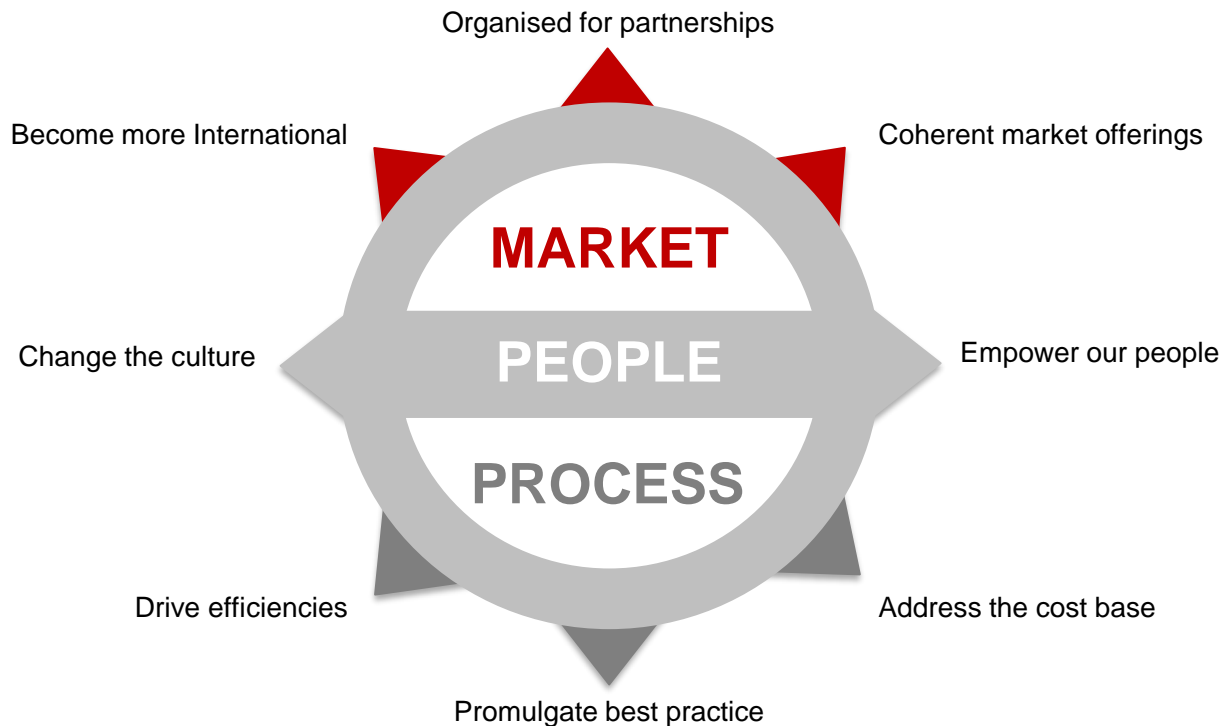 Organised for partnerships
Become more International
Coherent market offerings
MARKET
Change the culture
PEOPLE
Empower our people
PROCESS
Drive efficiencies
Address the cost base
Promulgate best practice